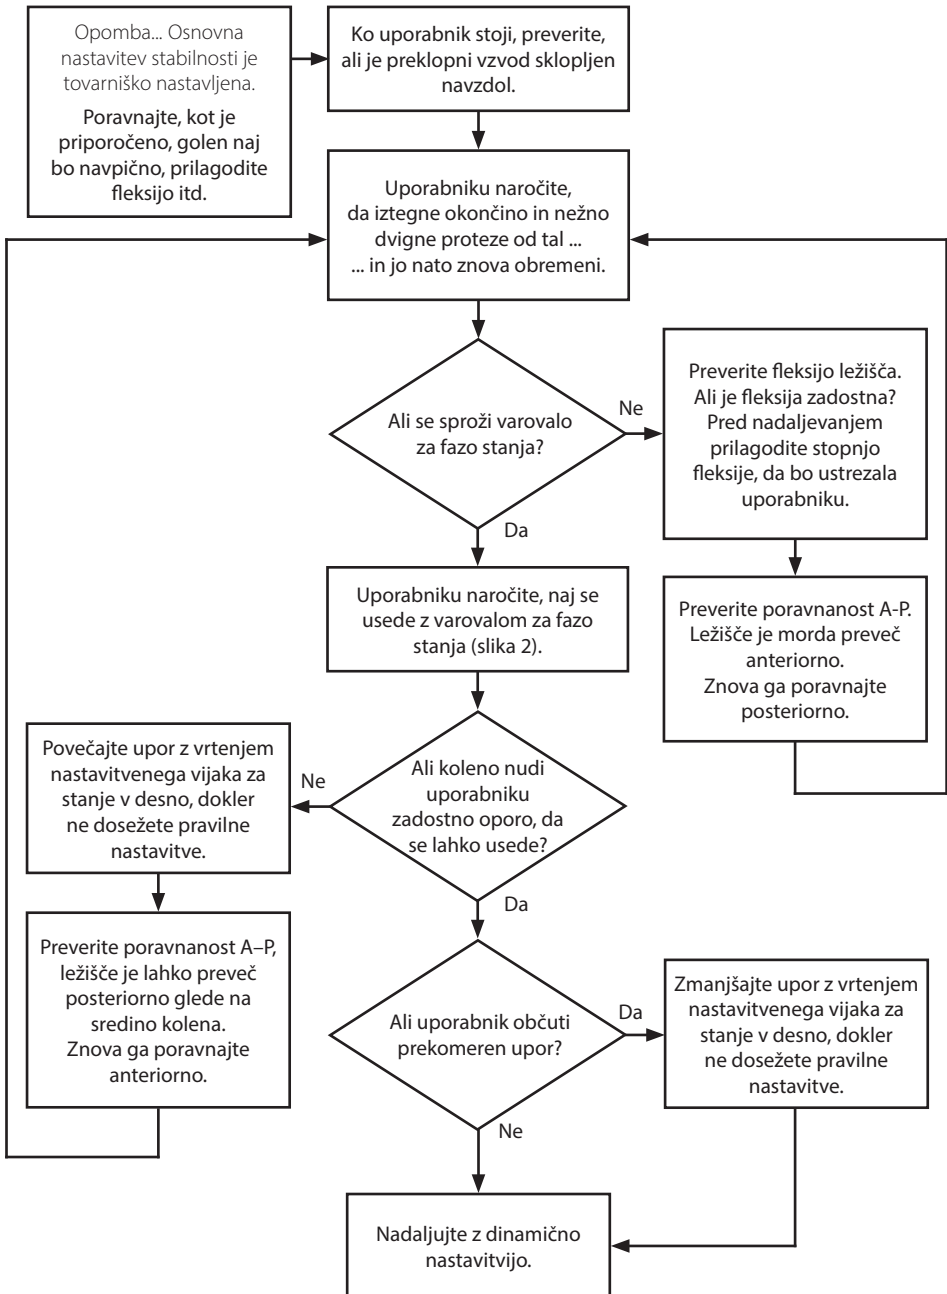 Opomba... Osnovna
nastavitev stabilnosti je
tovarniško nastavljena.
Poravnajte, kot je
priporočeno, golen naj
bo navpično, prilagodite
fleksijo itd.
Ko uporabnik stoji, preverite,
ali je preklopni vzvod sklopljen
navzdol.
Uporabniku naročite,
da iztegne okončino in nežno
dvigne proteze od tal ...
... in jo nato znova obremeni.
Ali se sproži varovalo
za fazo stanja?
Ne
Preverite fleksijo ležišča.
Ali je fleksija zadostna?
Pred nadaljevanjem
prilagodite stopnjo
fleksije, da bo ustrezala
uporabniku.
Da
Uporabniku naročite, naj se
usede z varovalom za fazo
stanja (slika 2).
Preverite poravnanost A-P.
Ležišče je morda preveč
anteriorno.
Znova ga poravnajte
posteriorno.
Ali koleno nudi
uporabniku
zadostno oporo, da
se lahko usede?
Ne
Povečajte upor z vrtenjem
nastavitvenega vijaka za
stanje v desno, dokler
ne dosežete pravilne
nastavitve.
Preverite poravnanost A–P,
ležišče je lahko preveč
posteriorno glede na
sredino kolena.
Znova ga poravnajte
anteriorno.
Da
Ali uporabnik občuti
prekomeren upor?
Da
Zmanjšajte upor z vrtenjem
nastavitvenega vijaka za
stanje v desno, dokler
ne dosežete pravilne
nastavitve.
Ne
Nadaljujte z dinamično
nastavitvijo.